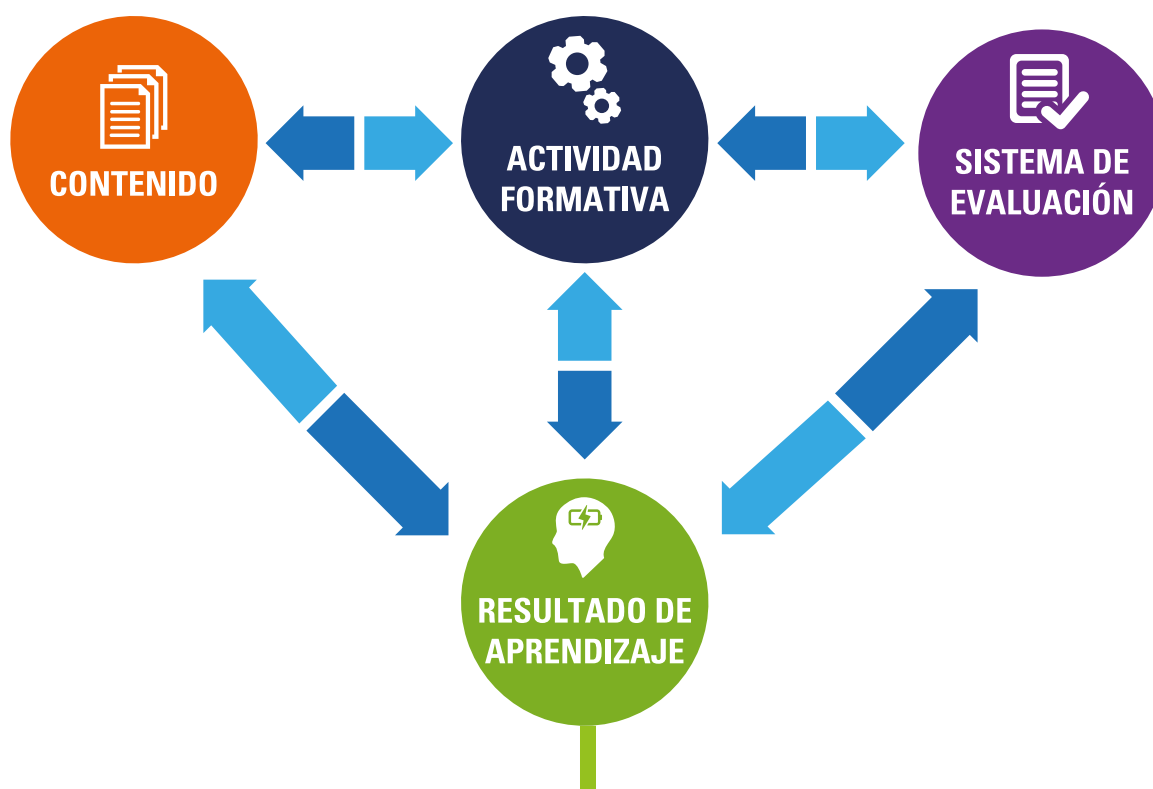 CONTENIDO
ACTIVIDAD
FORMATIVA
SISTEMA DE
EVALUACIÓN
RESULTADO DE
APRENDIZAJE